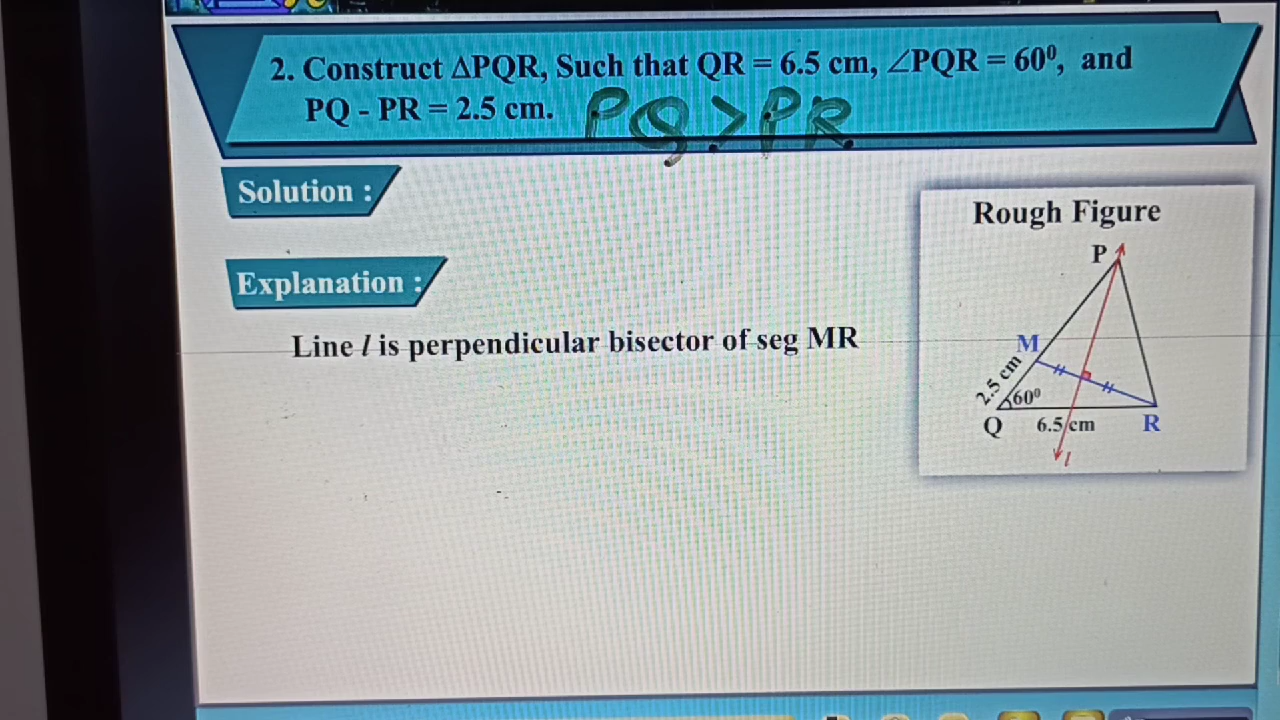 2. Construct ΔPQR, Such that QR = 6.5 cm, ∠PQR = 60⁰, and
PQ - PR = 2.5 cm.
PQ > PR
Solution :
Rough Figure
P
Explanation :
Line l is perpendicular bisector of seg MR
M
2.5 cm
60⁰
Q
6.5 cm
R
l